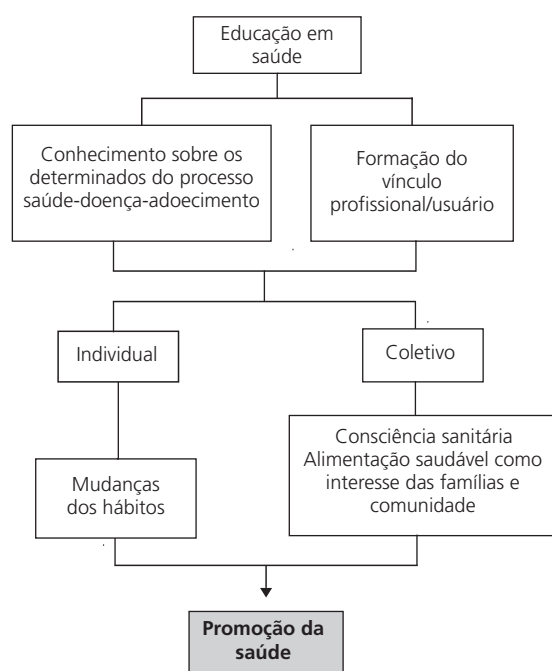 Educação em
saúde
Conhecimento sobre os
determinados do processo
saúde-doença-adoecimento
Formação do
vínculo
profissional/usuário
Individual
Coletivo
Mudanças
dos hábitos
Consciência sanitária
Alimentação saudável como
interesse das famílias e
comunidade
Promoção da
saúde